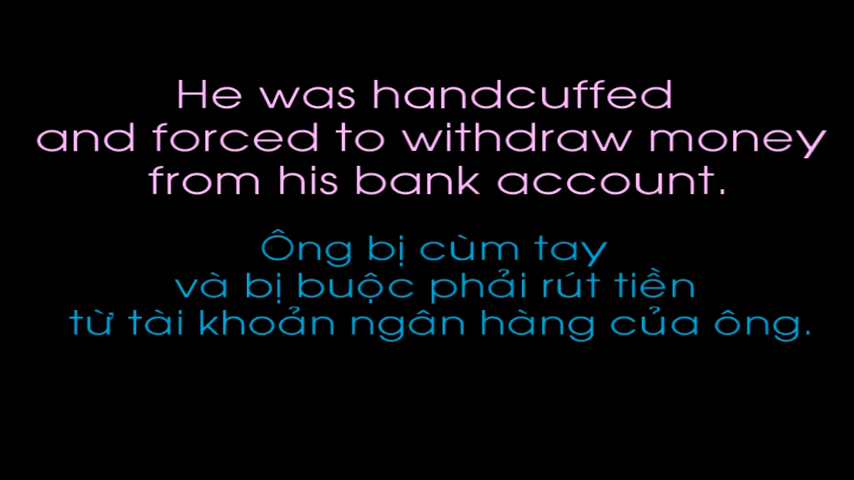 He was handcuffed
and forced to withdraw money
from his bank account.
Ông bị cùm tay
và bị buộc phải rút tiền
từ tài khoản ngân hàng của ông.